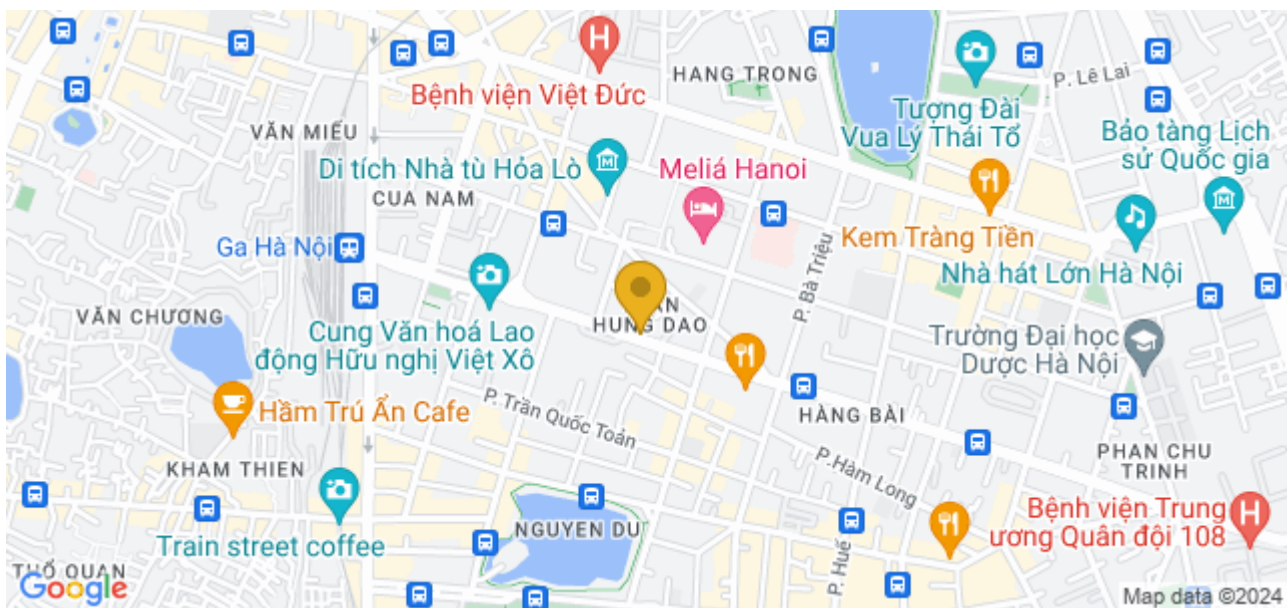 HANG TRONG
P. Lê Lai
Bệnh viện Việt Đức
Tượng Đài
Vua Lý Thái Tổ
Bảo tàng Lịch
sử Quốc gia
VĂN MIẾU
Di tích Nhà tù Hỏa Lò
Meliá Hanoi
CUA NAM
Kem Tràng Tiền
Ga Hà Nội
P. Bà Triệu
Nhà hát Lớn Hà Nội
VĂN CHƯƠNG
HUNG DAO
Cung Văn hoá Lao
động Hữu nghị Việt Xô
Trường Đại học
Dược Hà Nội
Hầm Trú Ẩn Cafe
P. Trần Quốc Toản
HÀNG BÀI
KHAM THIEN
P.Hàm Long
PHAN CHU
TRINH
NGUYEN DU
Bệnh viện Trung
ương Quân đội 108
Train street coffee
P. Huế
THỔ QUAN
Google
Map data ©2024